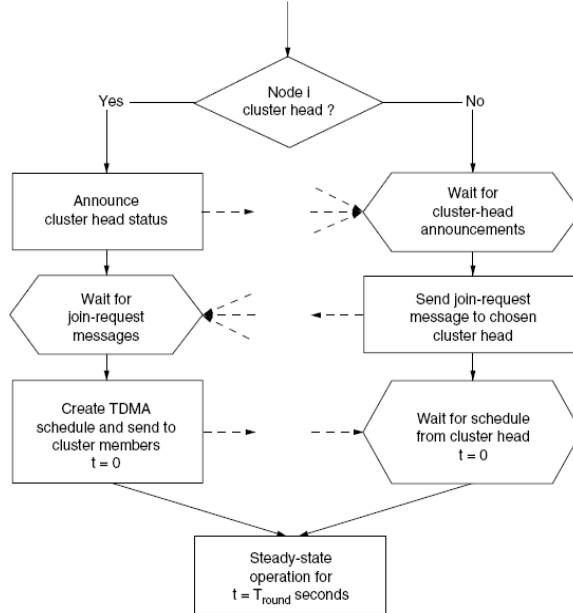 Node i
cluster head ?
Yes
No
Announce
cluster head status
Wait for
cluster-head
announcements
Wait for
join-request
messages
Send join-request
message to chosen
cluster head
Create TDMA
schedule and send to
cluster members
t = 0
Wait for schedule
from cluster head
t = 0
Steady-state
operation for
t = Tround seconds